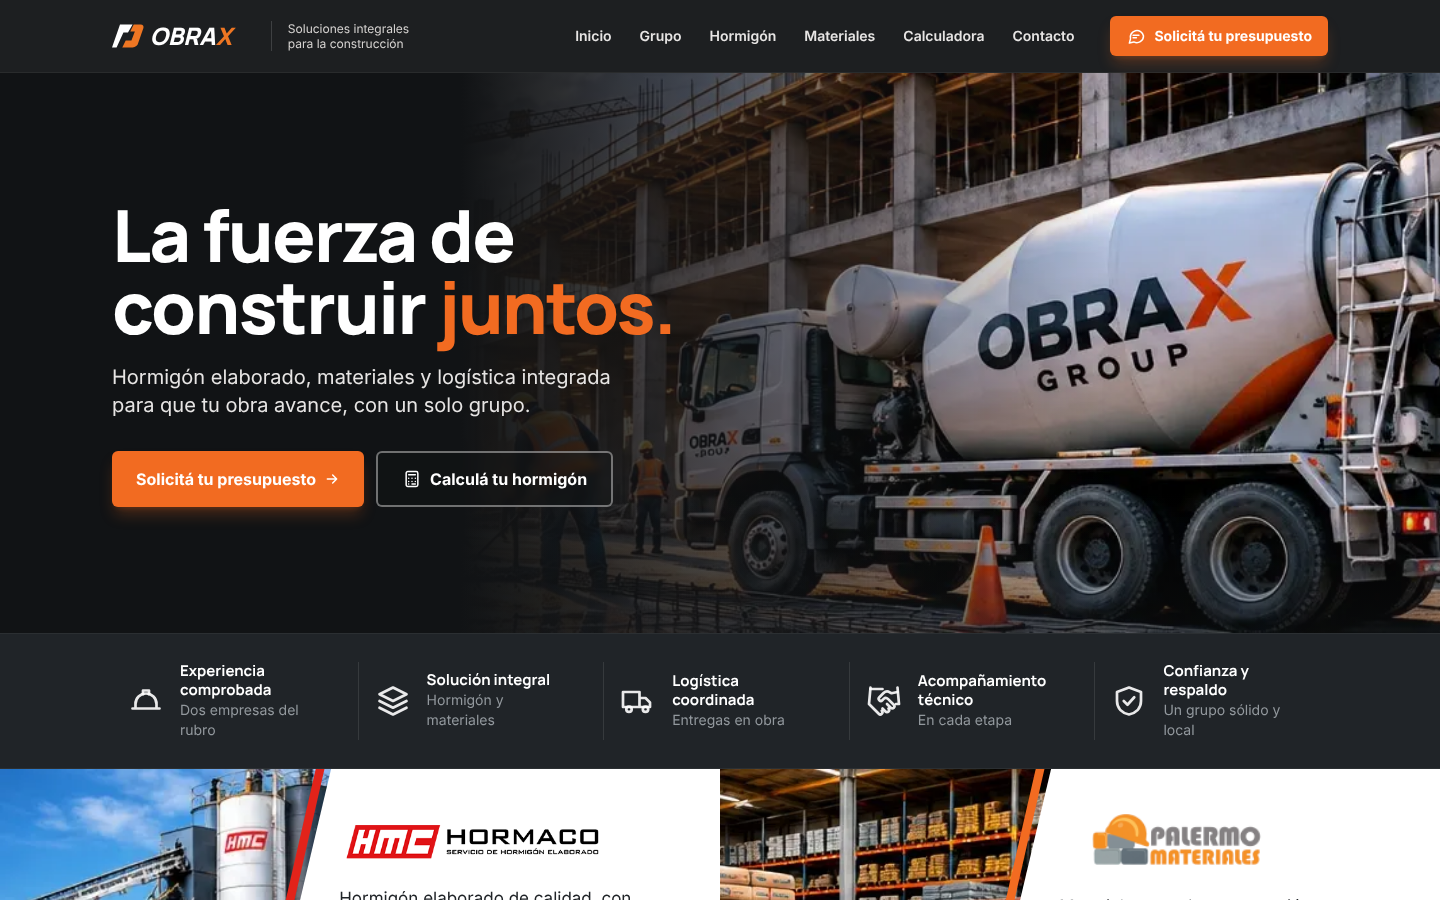 OBRAX
Soluciones integrales
para la construcción
Inicio
Grupo
Hormigón
Materiales
Calculadora
Contacto
Solicitá tu presupuesto
La fuerza de
construir juntos.
Hormigón elaborado, materiales y logística integrada
para que tu obra avance, con un solo grupo.
Solicitá tu presupuesto
Calculá tu hormigón
OBRAX
GROUP
OBRAX
Experiencia
comprobada
Dos empresas del
rubro
Solución integral
Hormigón y
materiales
Logística
coordinada
Entregas en obra
Acompañamiento
técnico
En cada etapa
Confianza y
respaldo
Un grupo sólido y
local
HMC
HMC HORMACO
SERVICIO DE HORMIGÓN ELABORADO
Hormigón elaborado de calidad, con
PALERMO
MATERIALES